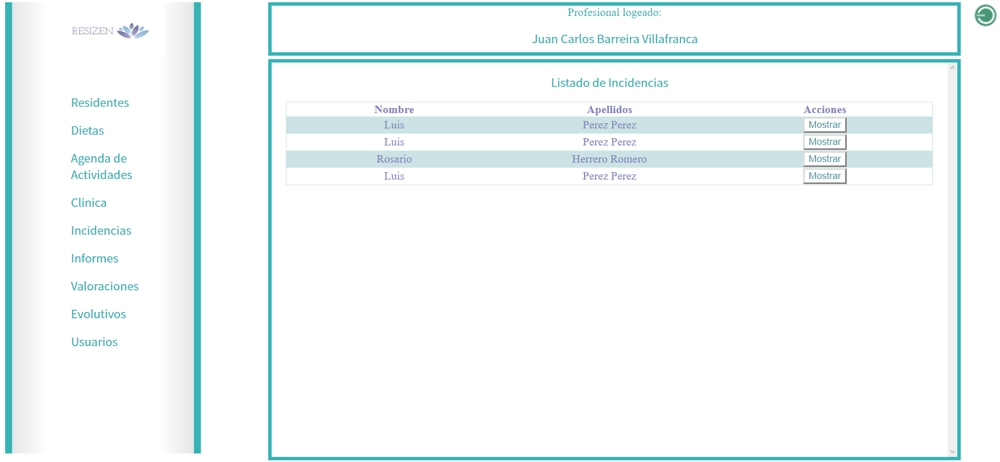 RESIZEN
Residentes
Dietas
Agenda de
Actividades
Clinica
Incidencias
Informes
Valoraciones
Evolutivos
Usuarios
Profesional logeado:
Juan Carlos Barreira Villafranca
Listado de Incidencias
Nombre Apellidos Acciones
Luis Perez Perez Mostrar
Luis Perez Perez Mostrar
Rosario Herrero Romero Mostrar
Luis Perez Perez Mostrar